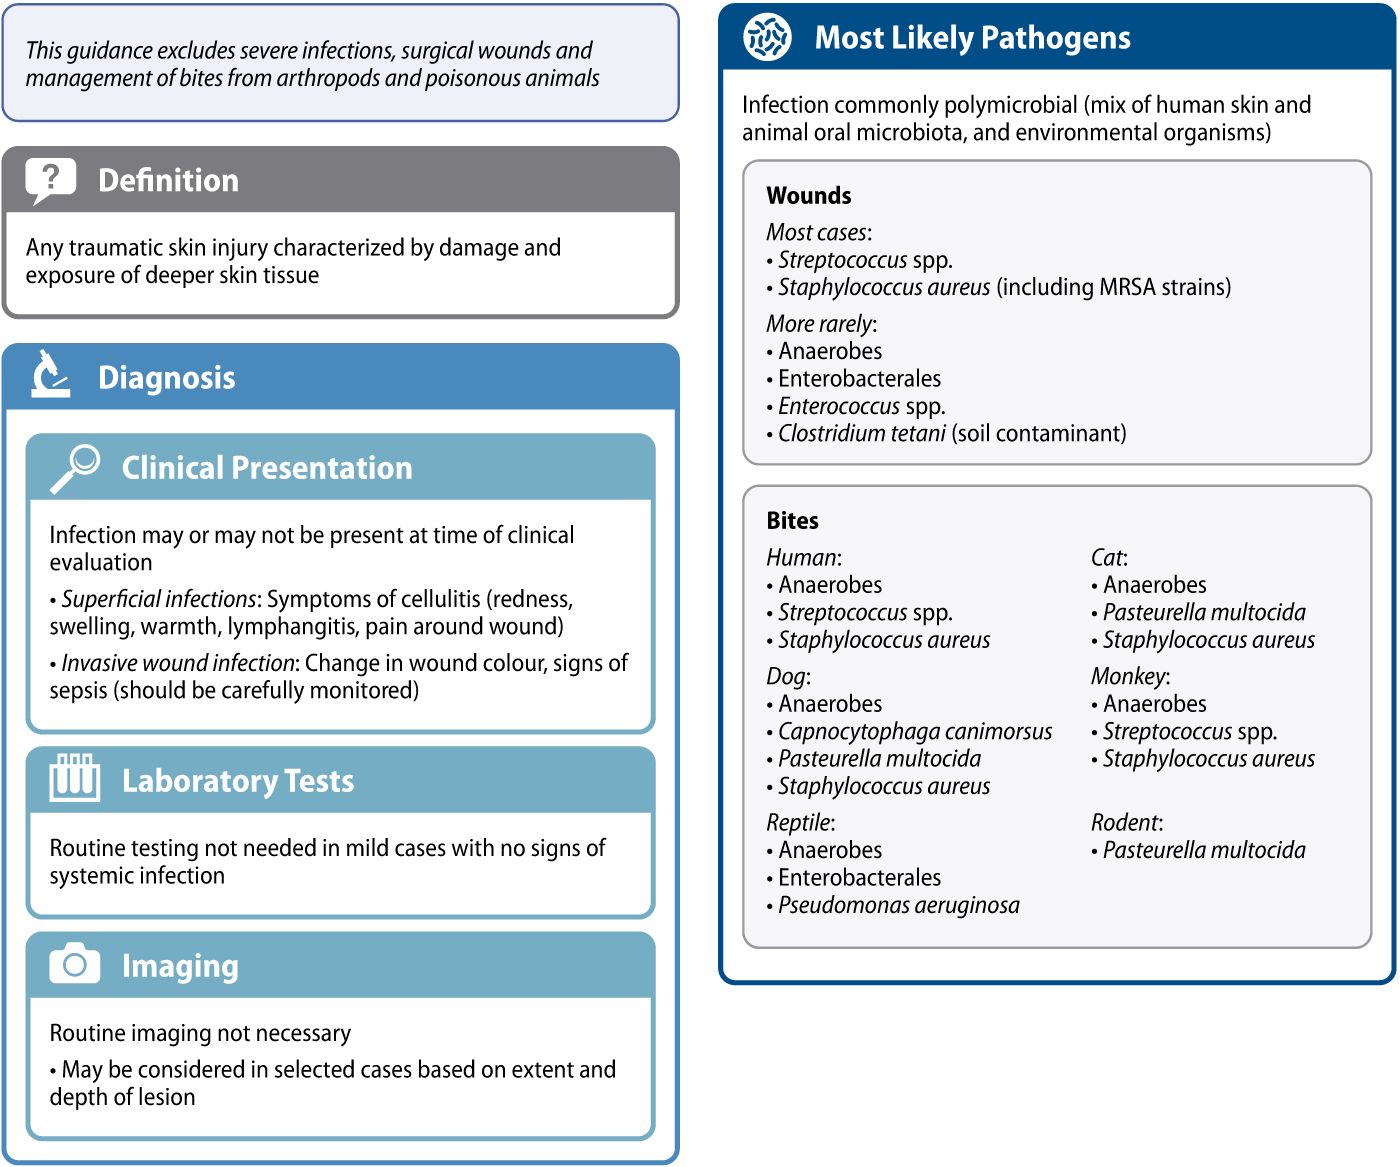 This guidance excludes severe infections, surgical wounds and
management of bites from arthropods and poisonous animals
?
Definition
Any traumatic skin injury characterized by damage and
exposure of deeper skin tissue
Diagnosis
Clinical Presentation
Infection may or may not be present at time of clinical
evaluation
• Superficial infections: Symptoms of cellulitis (redness,
swelling, warmth, lymphangitis, pain around wound)
• Invasive wound infection: Change in wound colour, signs of
sepsis (should be carefully monitored)
Laboratory Tests
Routine testing not needed in mild cases with no signs of
systemic infection
Imaging
Routine imaging not necessary
• May be considered in selected cases based on extent and
depth of lesion
Most Likely Pathogens
Infection commonly polymicrobial (mix of human skin and
animal oral microbiota, and environmental organisms)
Wounds
Most cases:
• Streptococcus spp.
• Staphylococcus aureus (including MRSA strains)
More rarely:
• Anaerobes
• Enterobacterales
• Enterococcus spp.
• Clostridium tetani (soil contaminant)
Bites
Human:
• Anaerobes
• Streptococcus spp.
• Staphylococcus aureus
Cat:
• Anaerobes
• Pasteurella multocida
• Staphylococcus aureus
Dog:
• Anaerobes
• Capnocytophaga canimorsus
• Pasteurella multocida
• Staphylococcus aureus
Monkey:
• Anaerobes
• Streptococcus spp.
• Staphylococcus aureus
Reptile:
• Anaerobes
• Enterobacterales
• Pseudomonas aeruginosa
Rodent:
• Pasteurella multocida